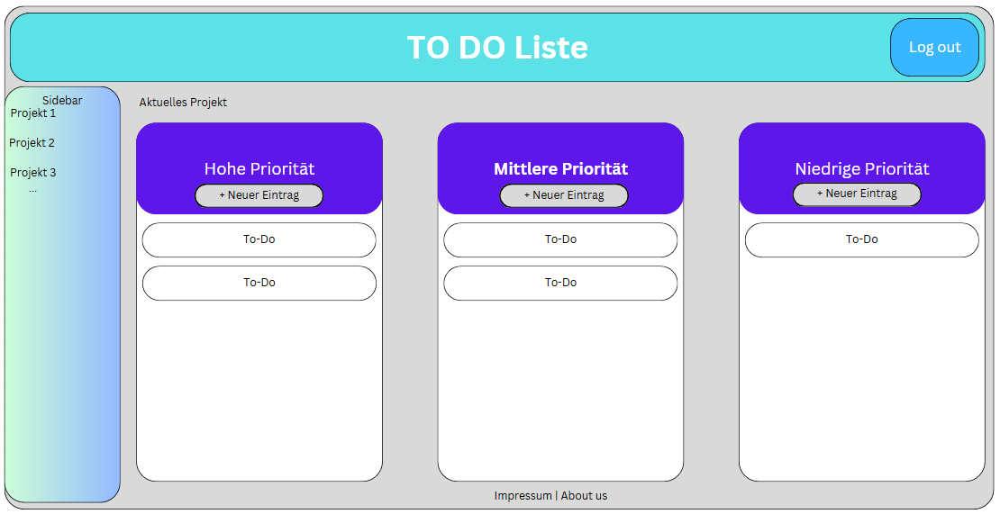 TO DO Liste
Log out
Sidebar
Projekt 1
Projekt 2
Projekt 3
...
Aktuelles Projekt
Hohe Priorität
+ Neuer Eintrag
To-Do
To-Do
Mittlere Priorität
+ Neuer Eintrag
To-Do
To-Do
Niedrige Priorität
+ Neuer Eintrag
To-Do
Impressum | About us